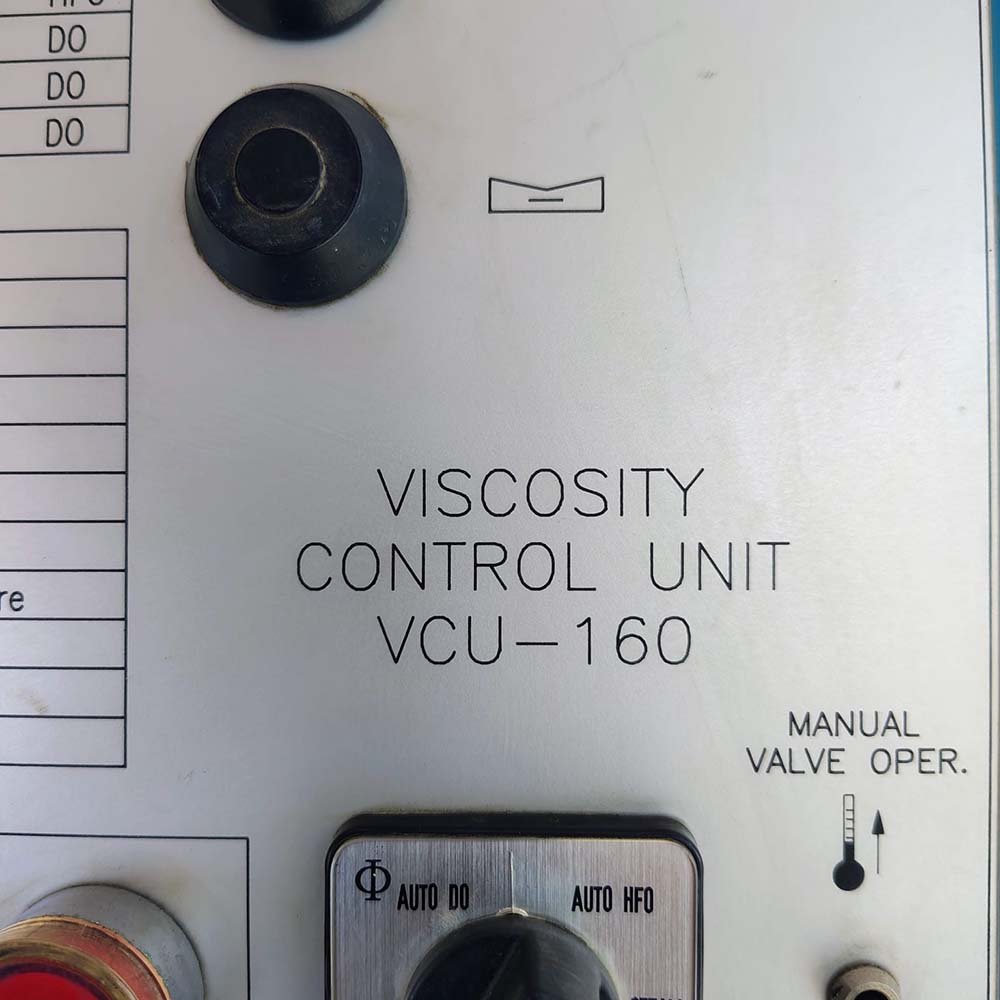 DO
DO
DO
re
VISCOSITY
CONTROL UNIT
VCU-160
MANUAL
VALVE OPER.
AUTO DO
AUTO HFO